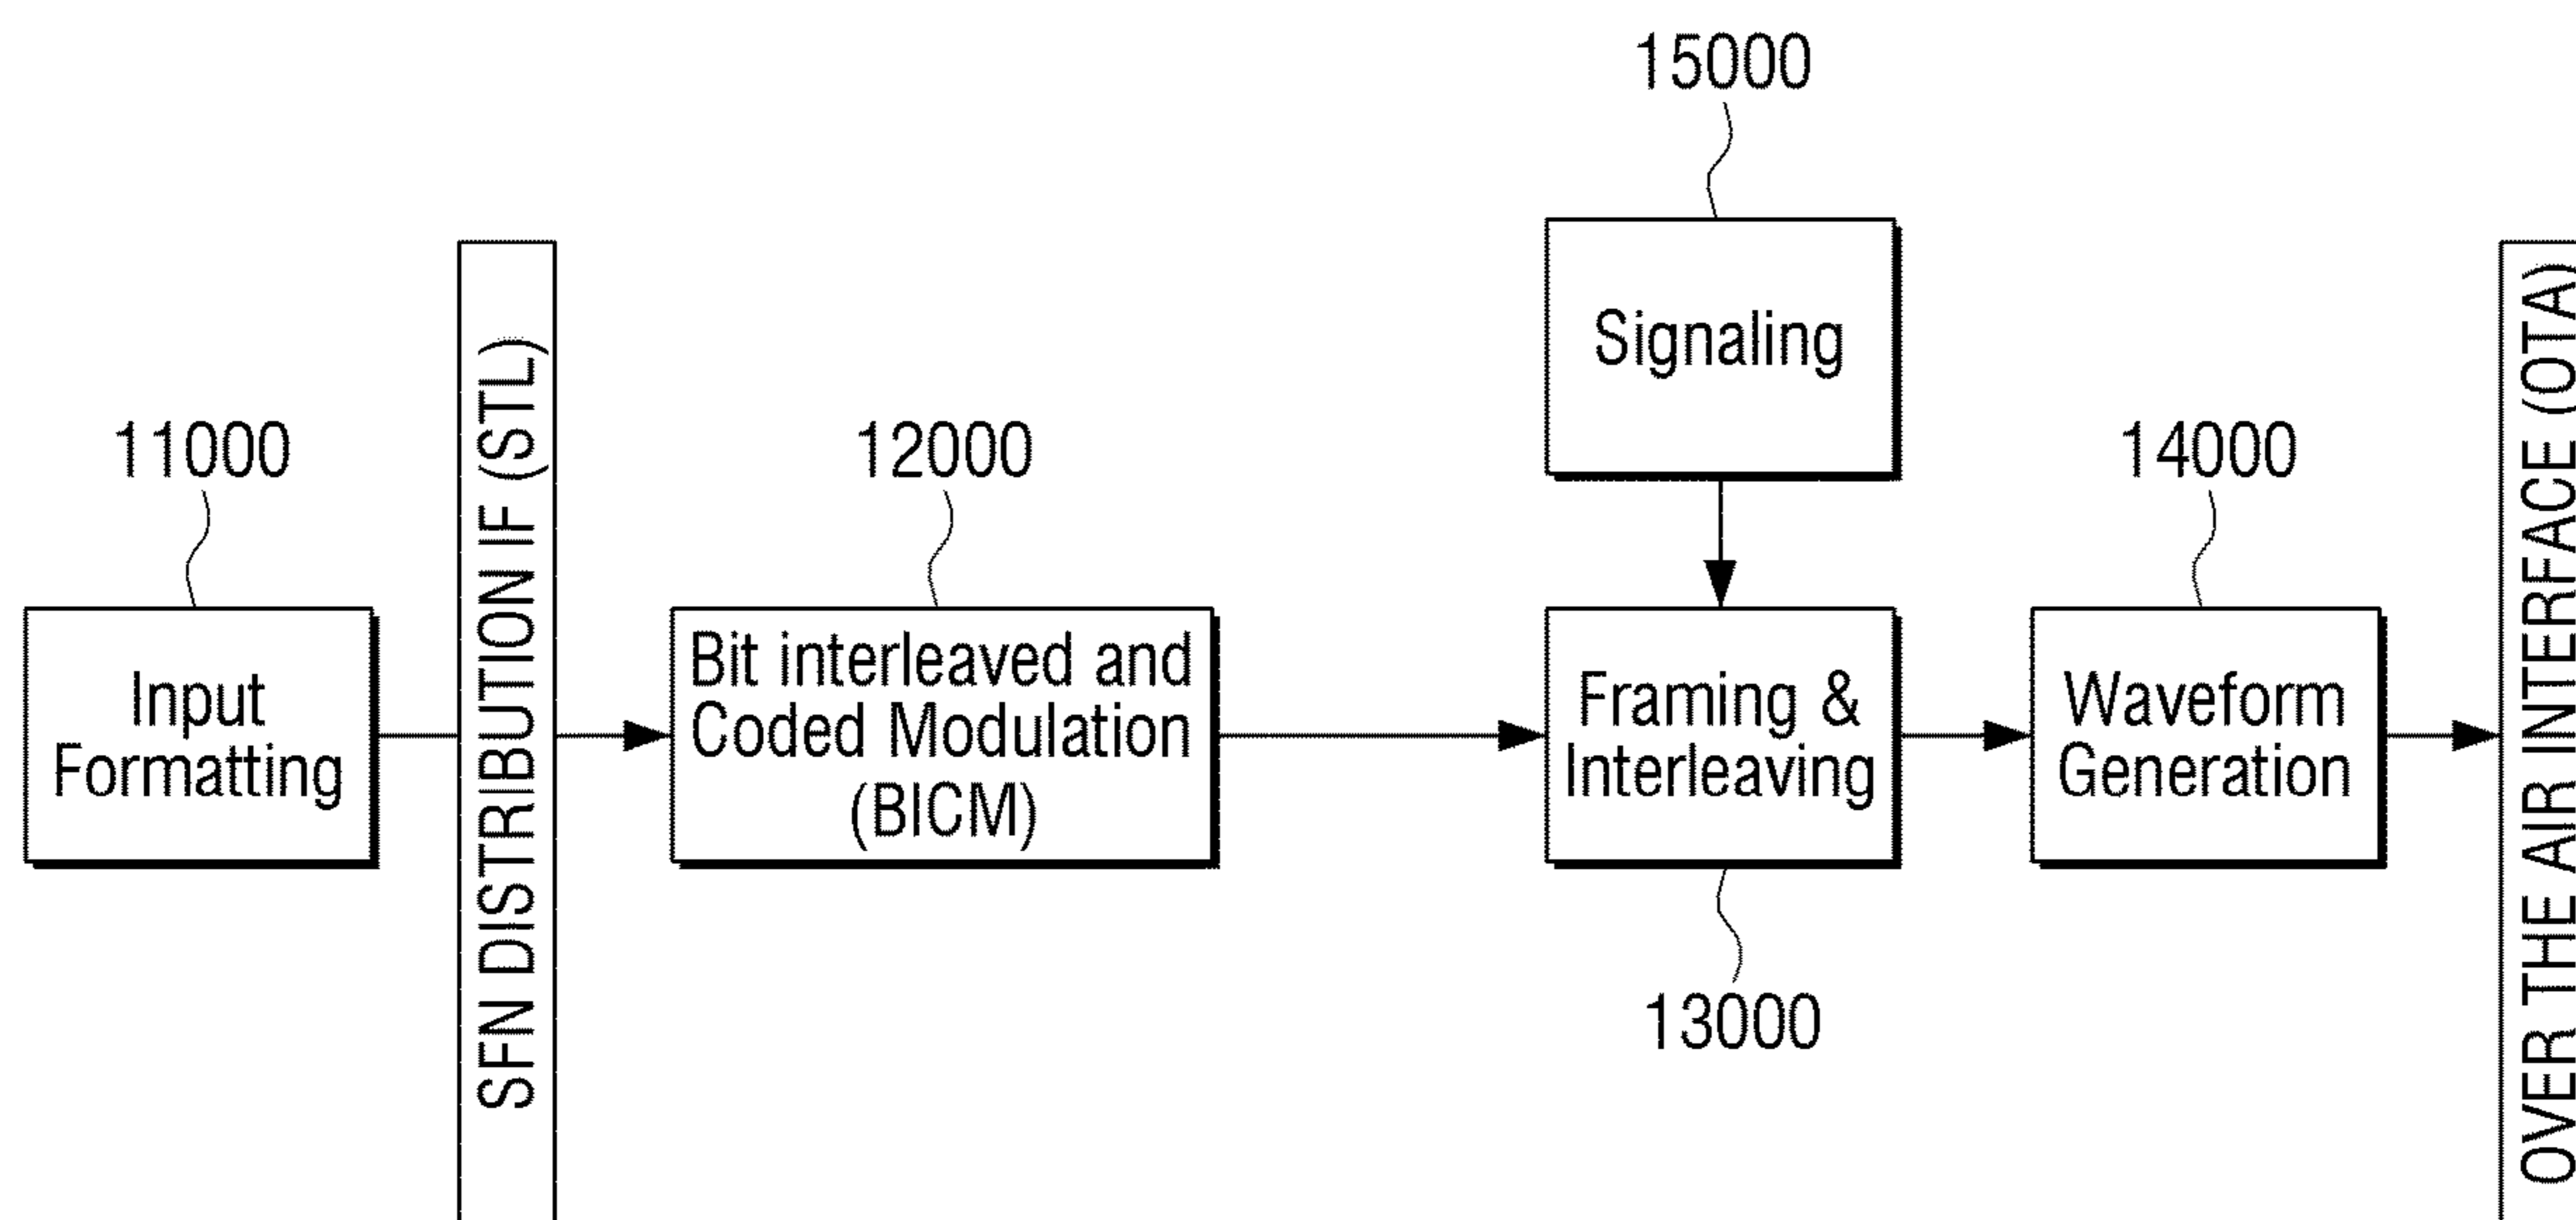 15000
Signaling
11000
Input
Formatting
SFN DISTRIBUTION IF (STL)
12000
Bit interleaved and
Coded Modulation
(BICM)
Framing &
Interleaving
13000
14000
Waveform
Generation
OVER THE AIR INTERFACE (OTA)